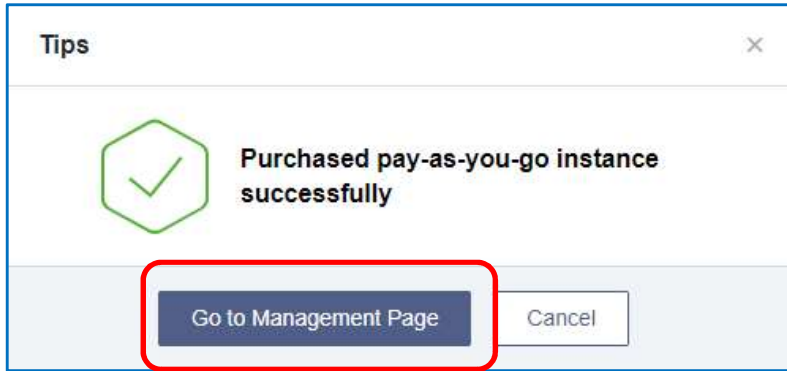 Tips
Purchased pay-as-you-go instance
successfully
Go to Management Page
Cancel